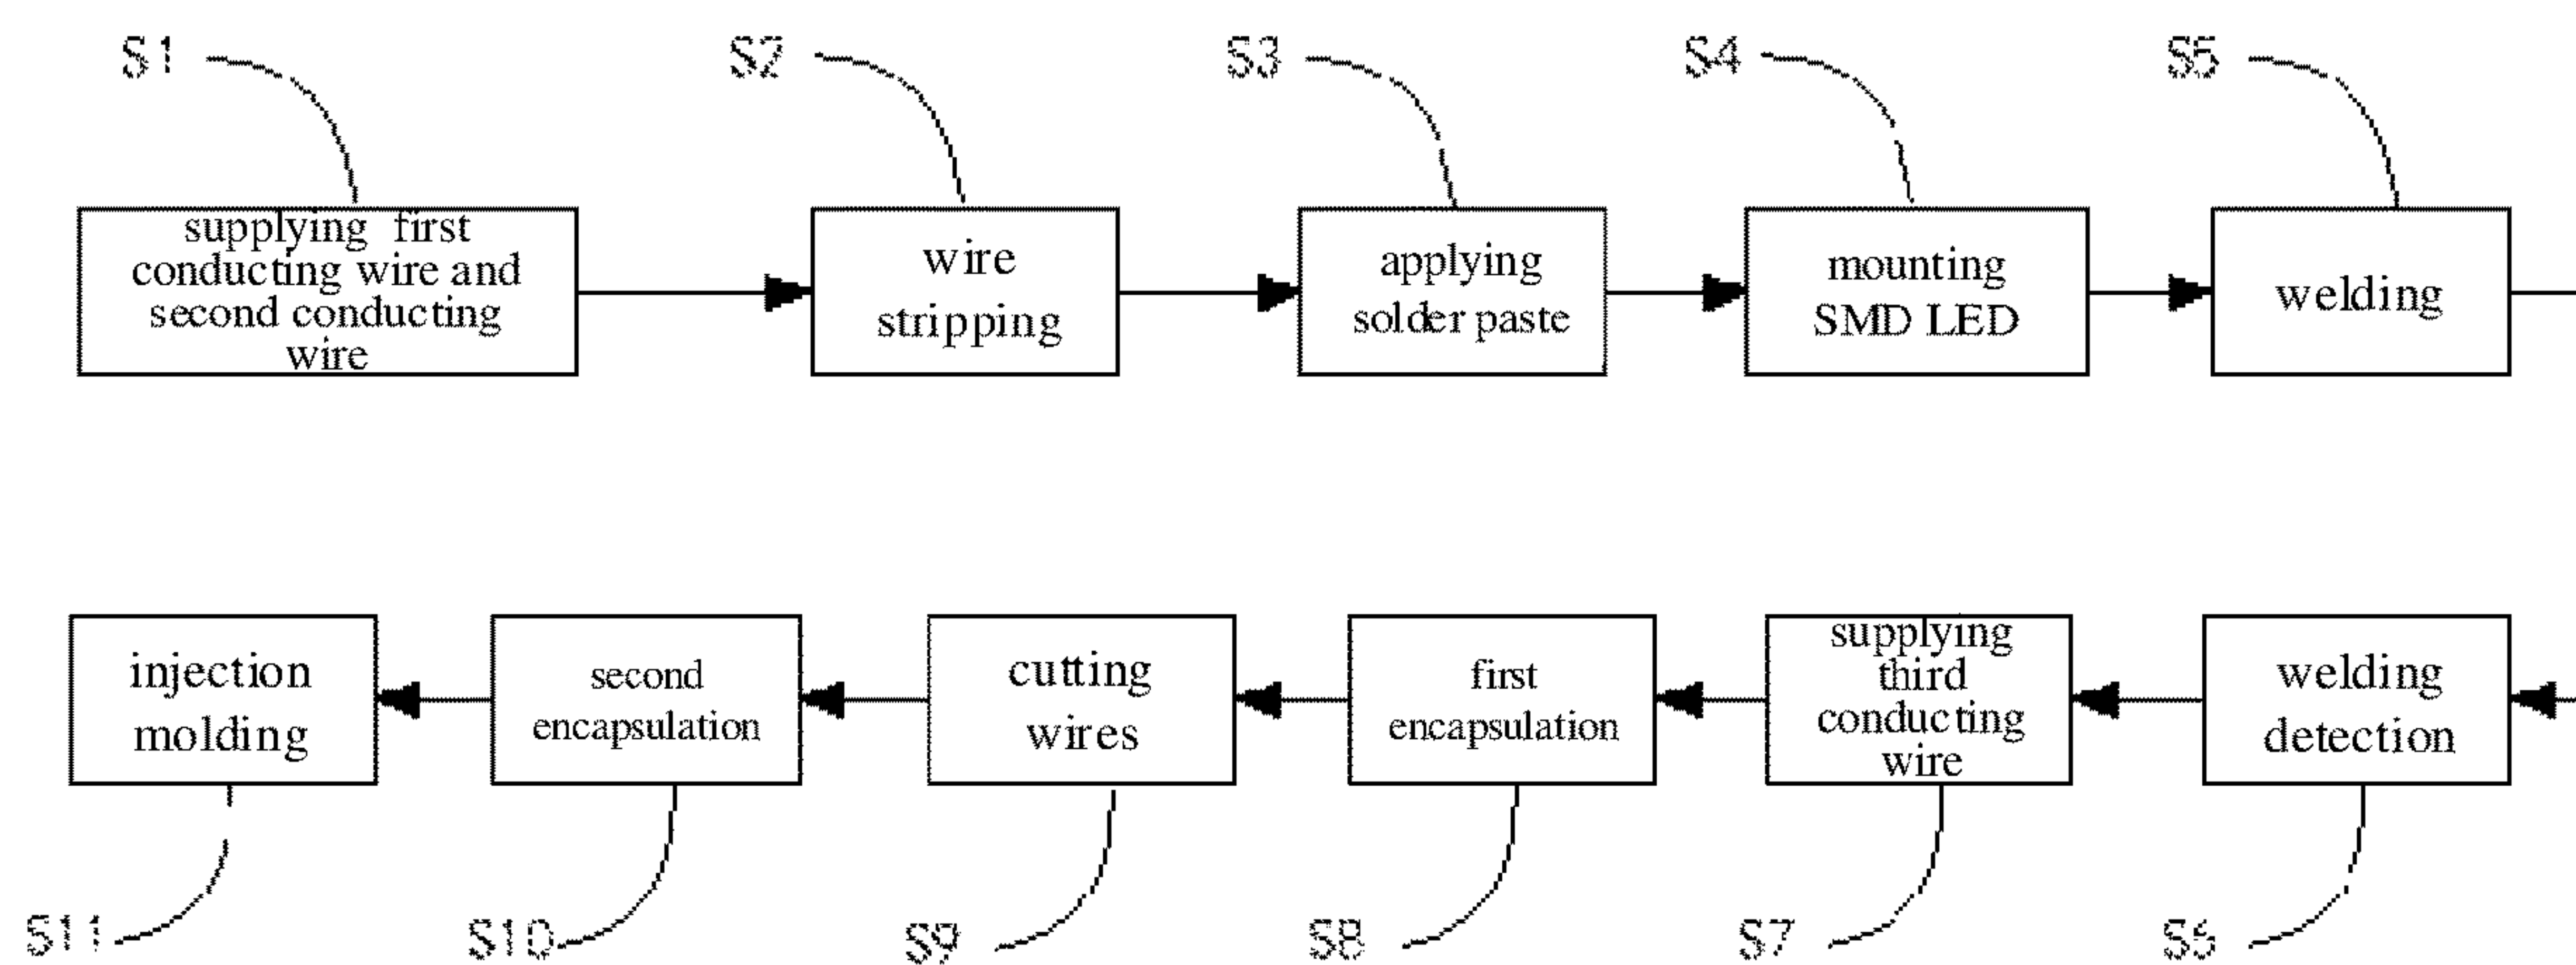 S1
S2
S3
S4
S5
supplying first
conducting wire and
second conducting
wire
wire
stripping
applying
solder paste
mounting
SMD LED
welding
injection
molding
second
encapsulation
cutting
wires
first
encapsulation
supplying
third
conducting
wire
welding
detection
S11
S10
S9
S8
S7
S6